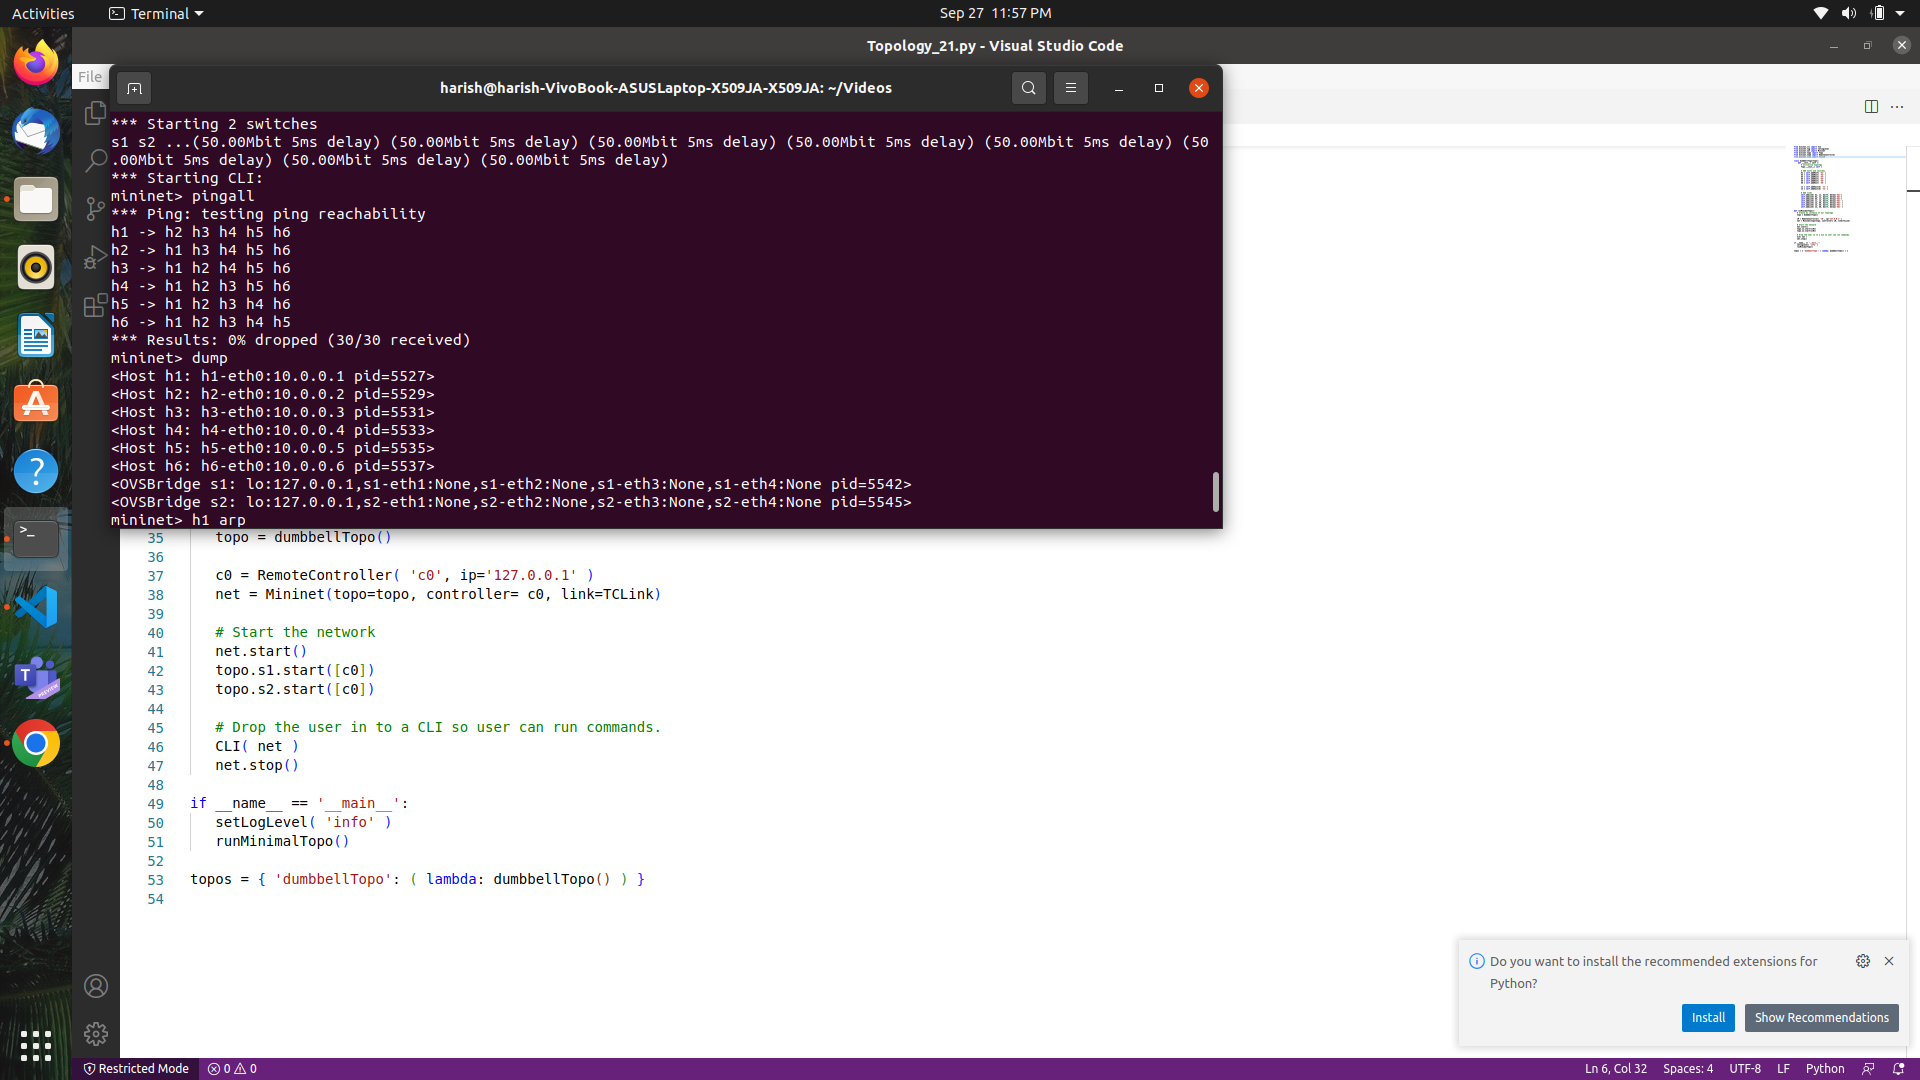 Activities
Terminal
Sep 27 11:57 PM
Topology_21.py - Visual Studio Code
File
harish@harish-VivoBook-ASUSLaptop-X509JA-X509JA: ~/Videos
*** Starting 2 switches
s1 s2 ...(50.00Mbit 5ms delay) (50.00Mbit 5ms delay) (50.00Mbit 5ms delay) (50.00Mbit 5ms delay) (50
.00Mbit 5ms delay) (50.00Mbit 5ms delay) (50.00Mbit 5ms delay)
*** Starting CLI:
mininet> pingall
*** Ping: testing ping reachability
h1 -> h2 h3 h4 h5 h6
h2 -> h1 h3 h4 h5 h6
h3 -> h1 h2 h4 h5 h6
h4 -> h1 h2 h3 h5 h6
h5 -> h1 h2 h3 h4 h6
h6 -> h1 h2 h3 h4 h5
*** Results: 0% dropped (30/30 received)
mininet> dump
<Host h1: h1-eth0:10.0.0.1 pid=5527>
<Host h2: h2-eth0:10.0.0.2 pid=5529>
<Host h3: h3-eth0:10.0.0.3 pid=5531>
<Host h4: h4-eth0:10.0.0.4 pid=5533>
<Host h5: h5-eth0:10.0.0.5 pid=5535>
<Host h6: h6-eth0:10.0.0.6 pid=5537>
<OVSBridge s1: lo:127.0.0.1,s1-eth1:None,s1-eth2:None,s1-eth3:None,s1-eth4:None pid=5542>
<OVSBridge s2: lo:127.0.0.1,s2-eth1:None,s2-eth2:None,s2-eth3:None,s2-eth4:None pid=5545>
mininet> h1 arp
35 topo = dumbbellTopo()
36
37 c0 = RemoteController( 'c0', ip='127.0.0.1' )
38 net = Mininet(topo=topo, controller= c0, link=TCLink)
39
40 # Start the network
41 net.start()
42 topo.s1.start([c0])
43 topo.s2.start([c0])
44
45 # Drop the user in to a CLI so user can run commands.
46 CLI( net )
47 net.stop()
48
49 if __name__ == '__main__':
50 setLogLevel( 'info' )
51 runMinimalTopo()
52
53 topos = { 'dumbbellTopo': ( lambda: dumbbellTopo() ) }
54
Do you want to install the recommended extensions for
Python?
Install
Show Recommendations
Restricted Mode
0
0
Ln 6, Col 32
Spaces: 4
UTF-8
LF
Python